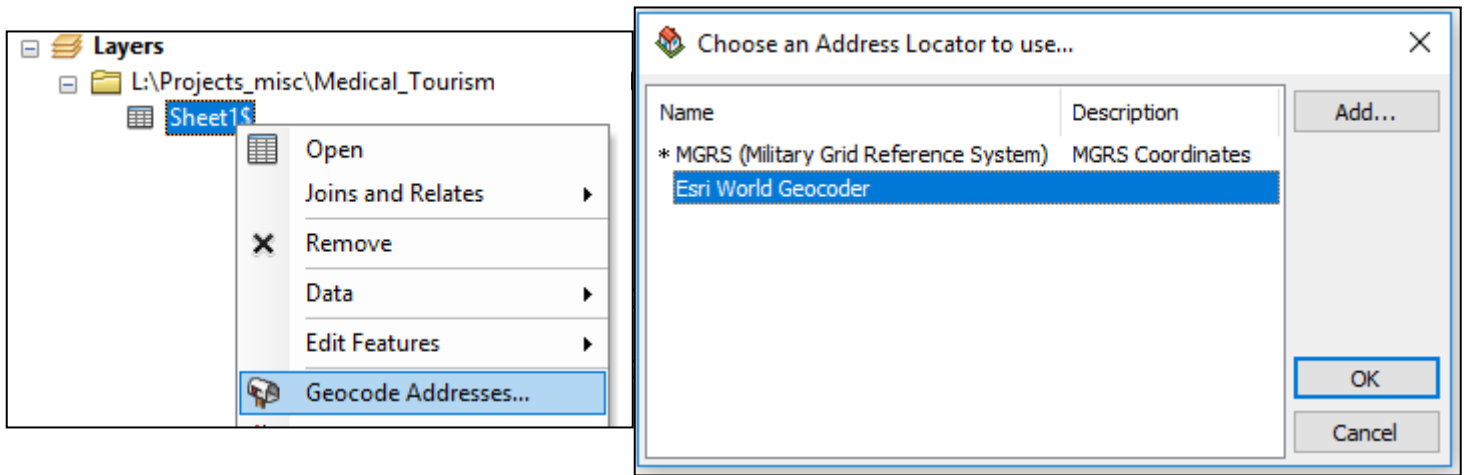 Layers
L:\Projects_misc\Medical_Tourism
Sheet1$
Open
Joins and Relates
Remove
Data
Edit Features
Geocode Addresses...
Choose an Address Locator to use...
Name Description Add...
* MGRS (Military Grid Reference System) MGRS Coordinates
Esri World Geocoder
OK
Cancel